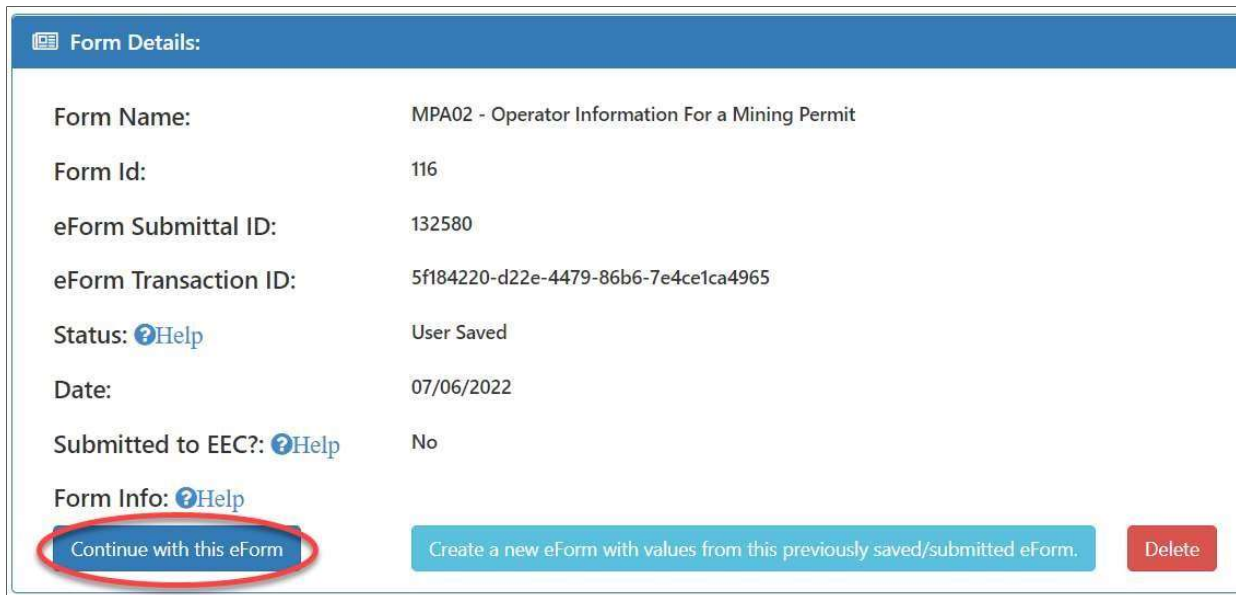 Form Details:
Form Name: MPA02 - Operator Information For a Mining Permit
Form Id: 116
eForm Submittal ID: 132580
eForm Transaction ID: 5f184220-d22e-4479-86b6-7e4ce1ca4965
Status: ?Help User Saved
Date: 07/06/2022
Submitted to EEC?: ?Help No
Form Info: ?Help
Continue with this eForm Create a new eForm with values from this previously saved/submitted eForm. Delete